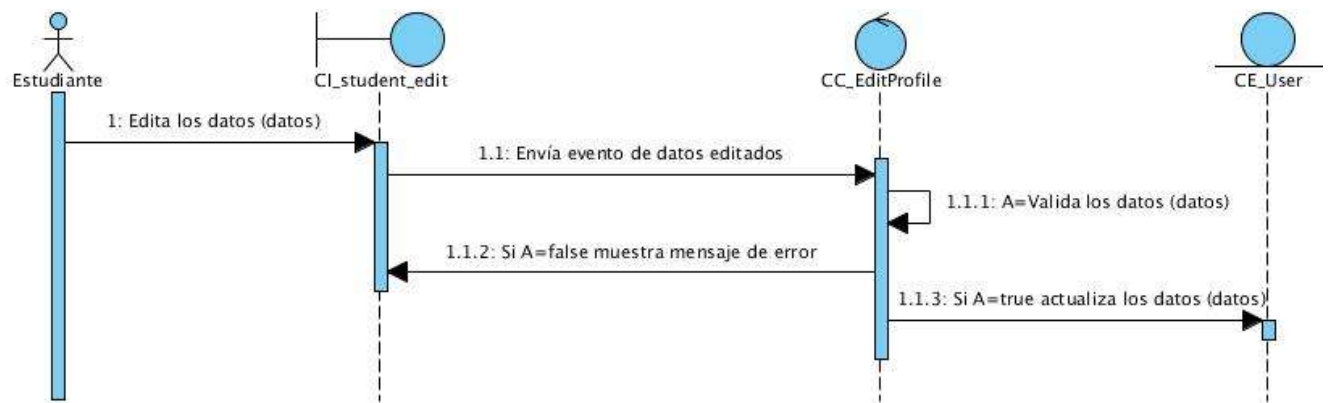 Estudiante
CI_student_edit
CC_EditProfile
CE_User
1: Edita los datos (datos)
1.1: Envía evento de datos editados
1.1.1: A=Valida los datos (datos)
1.1.2: Si A=false muestra mensaje de error
1.1.3: Si A=true actualiza los datos (datos)